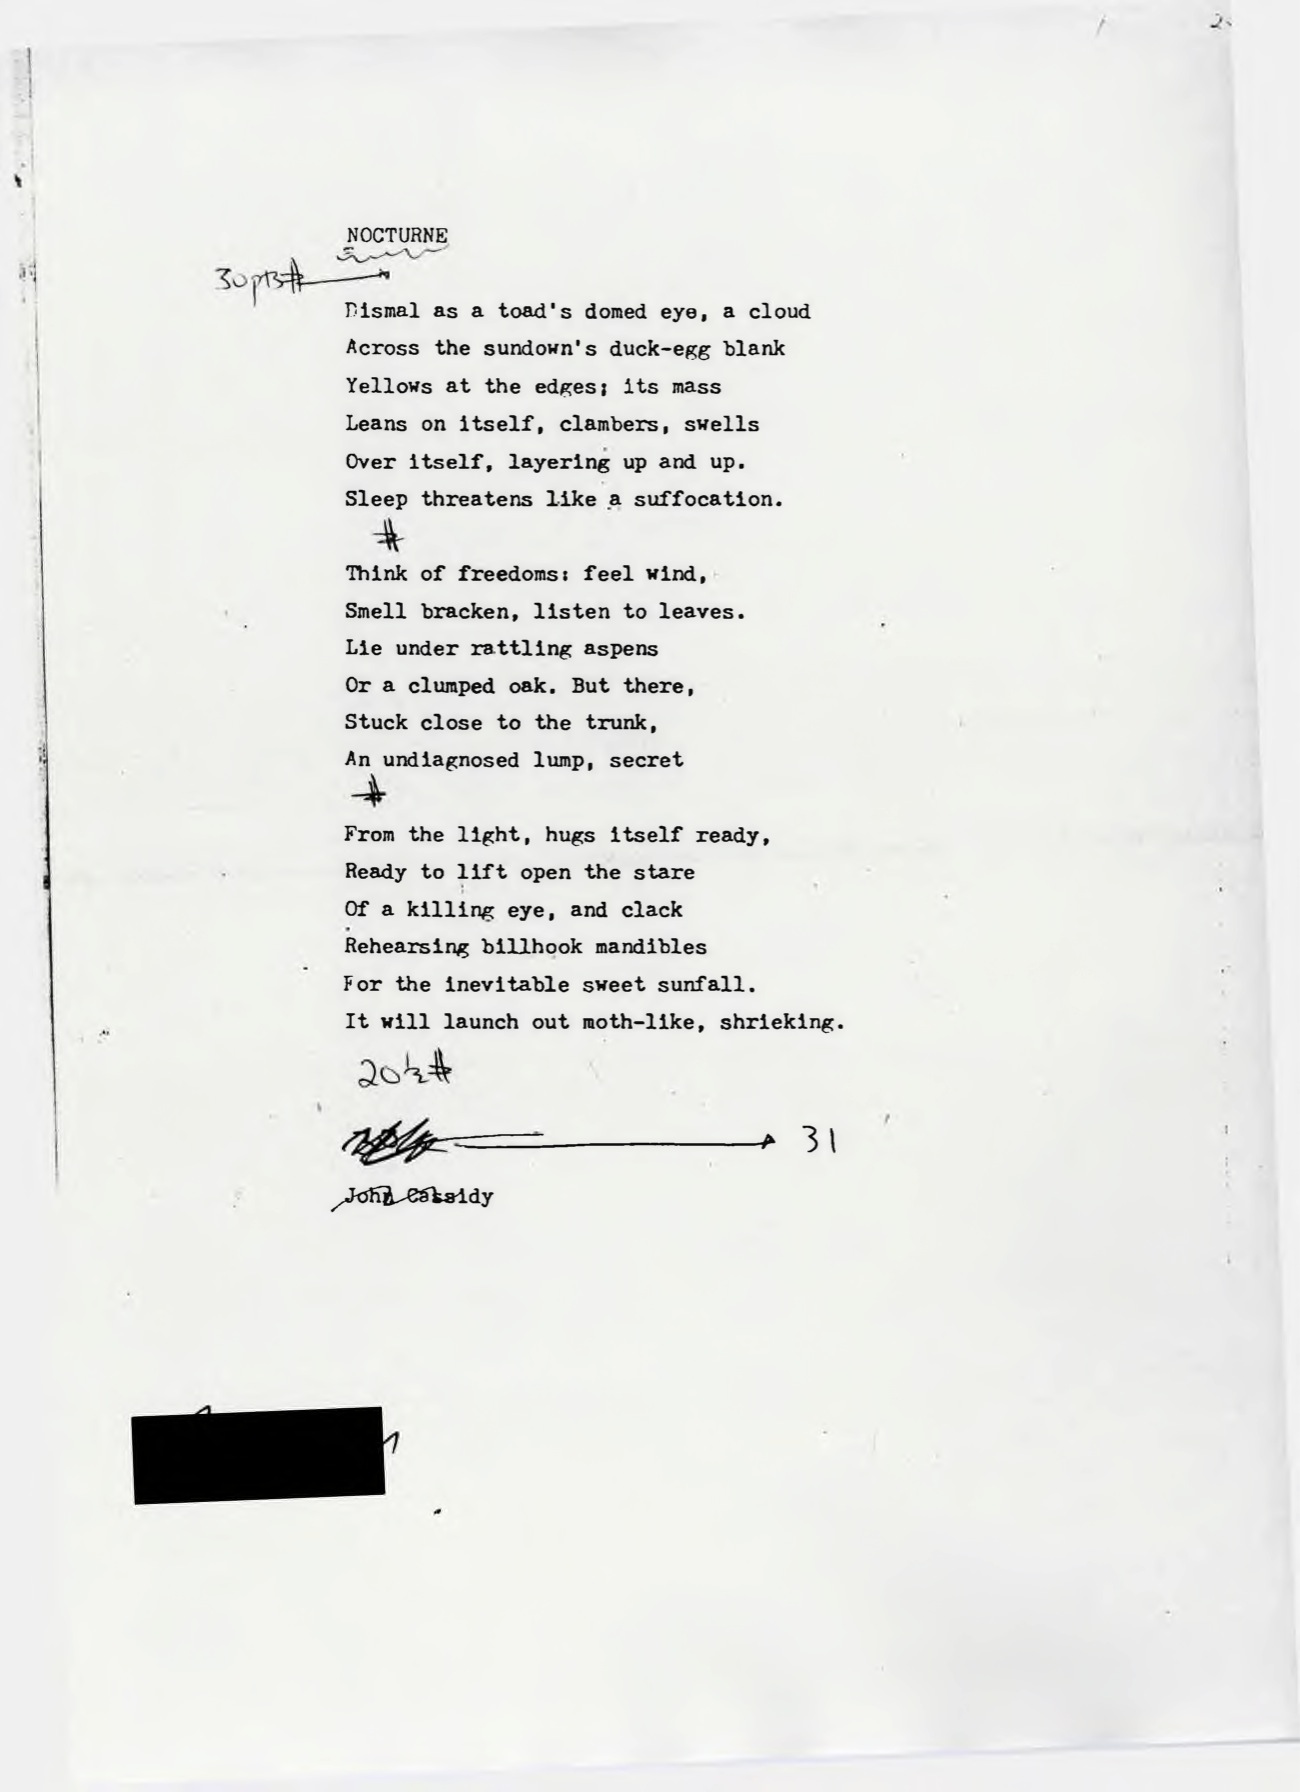 2
NOCTURNE
30pts#
Dismal as a toad's domed eye, a cloud
Across the sundown's duck-egg blank
Yellows at the edges; its mass
Leans on itself, clambers, swells
Over itself, layering up and up.
Sleep threatens like a suffocation.
#
Think of freedoms: feel wind,
Smell bracken, listen to leaves.
Lie under rattling aspens
Or a clumped oak. But there,
Stuck close to the trunk,
An undiagnosed lump, secret
#
From the light, hugs itself ready,
Ready to lift open the stare
Of a killing eye, and clack
Rehearsing billhook mandibles
For the inevitable sweet sunfall.
It will launch out moth-like, shrieking.
20½#
31
John Cassidy